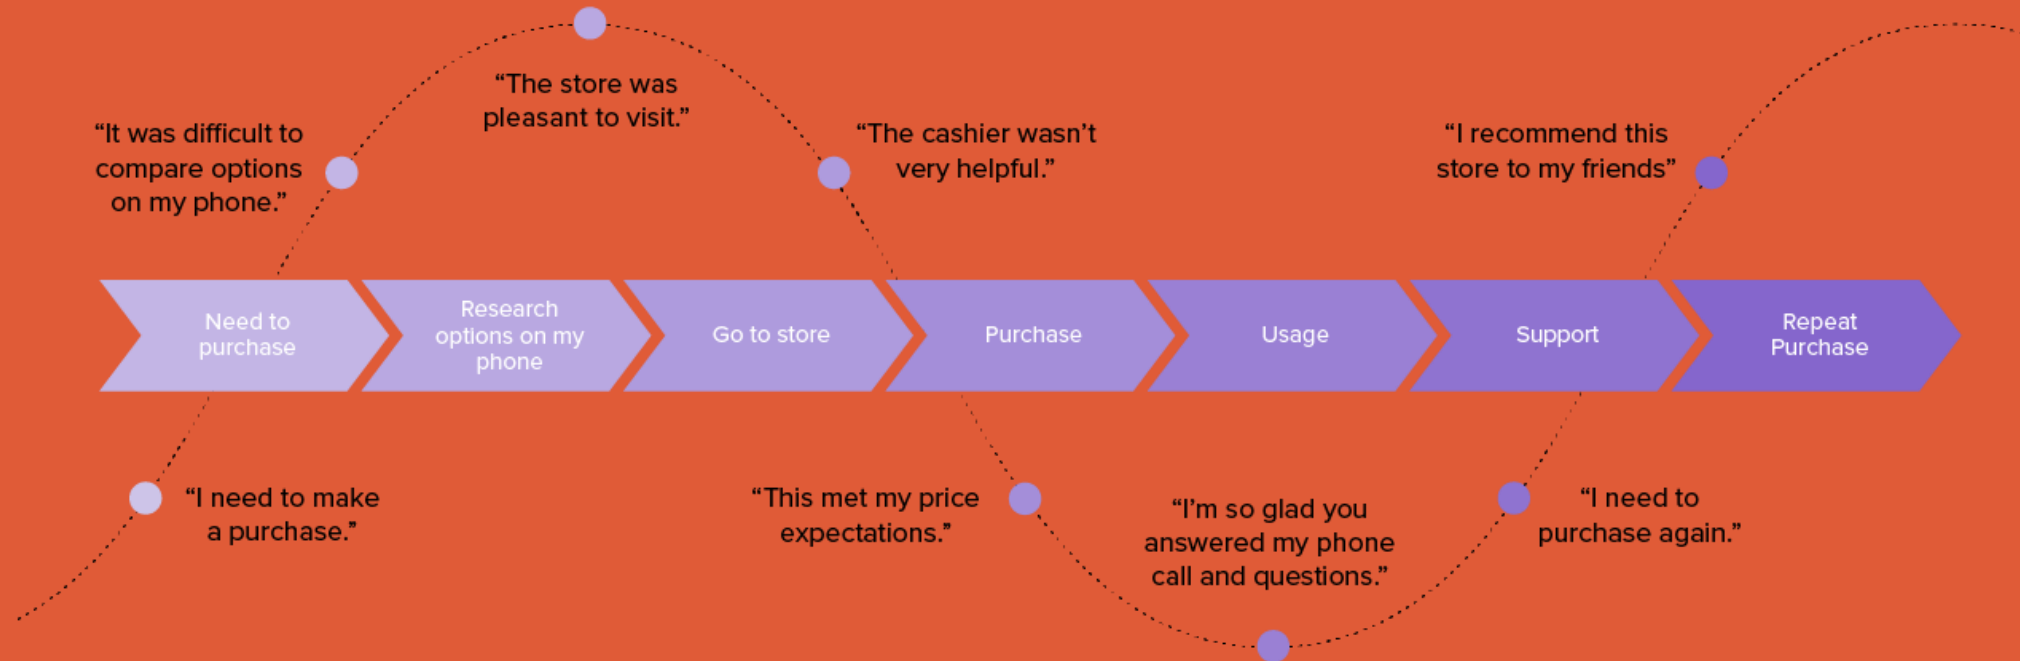 “The store was
pleasant to visit.”
“It was difficult to
compare options
on my phone.”
“The cashier wasn’t
very helpful.”
“I recommend this
store to my friends”
Need to
purchase
Research
options on my
phone
Go to store
Purchase
Usage
Support
Repeat
Purchase
“I need to make
a purchase.”
“This met my price
expectations.”
“I’m so glad you
answered my phone
call and questions.”
“I need to
purchase again.”